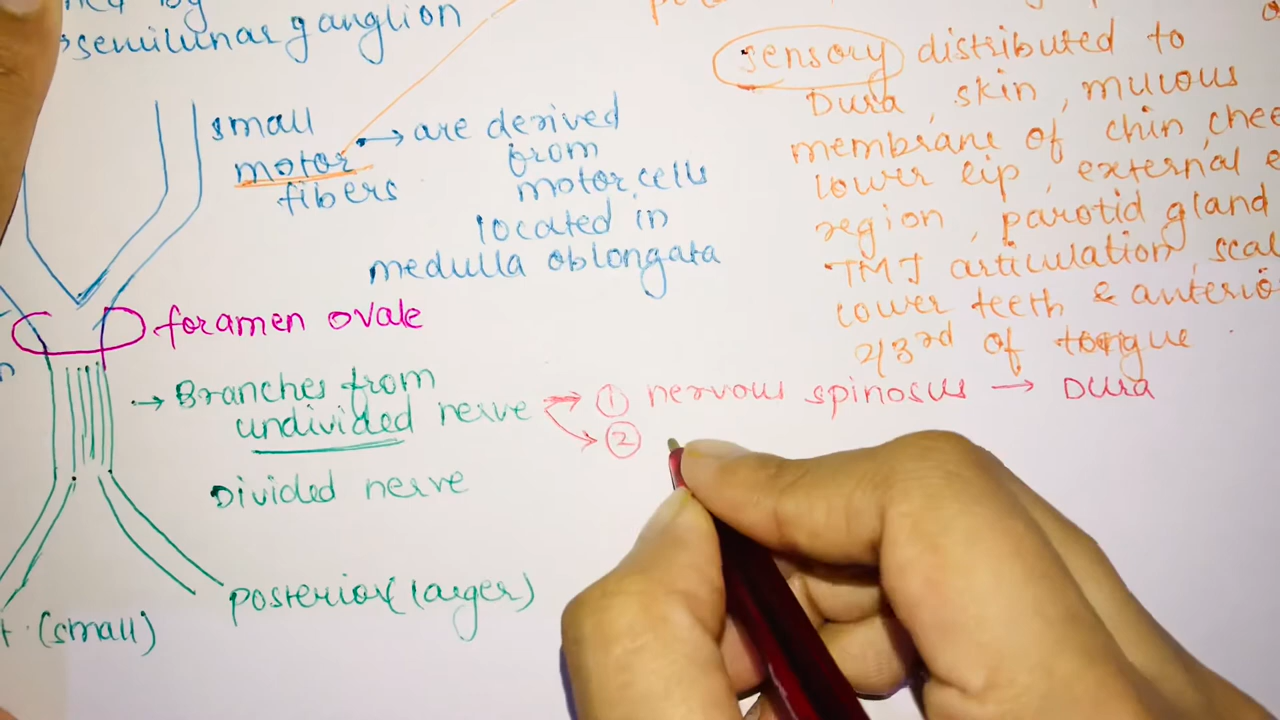 by
semilunar ganglion
small
motor
fibers
→ are derived
from
motor cells
located in
medulla oblongata
sensory distributed to
Dura, skin, mucous
membrane of chin, chee
lower lip, external e
region, parotid gland
TMJ articulation, scal
lower teeth & anterio
2/3rd of tongue
foramen ovale
→ Branches from
undivided nerve
① nervous spinosus → Dura
②
Divided nerve
posterior (larger)
(small)